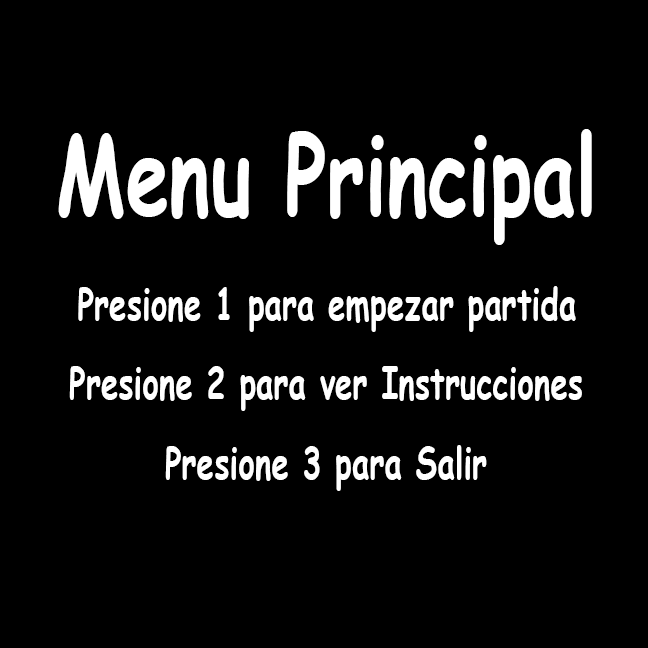 Menu Principal
Presione 1 para empezar partida
Presione 2 para ver Instrucciones
Presione 3 para Salir